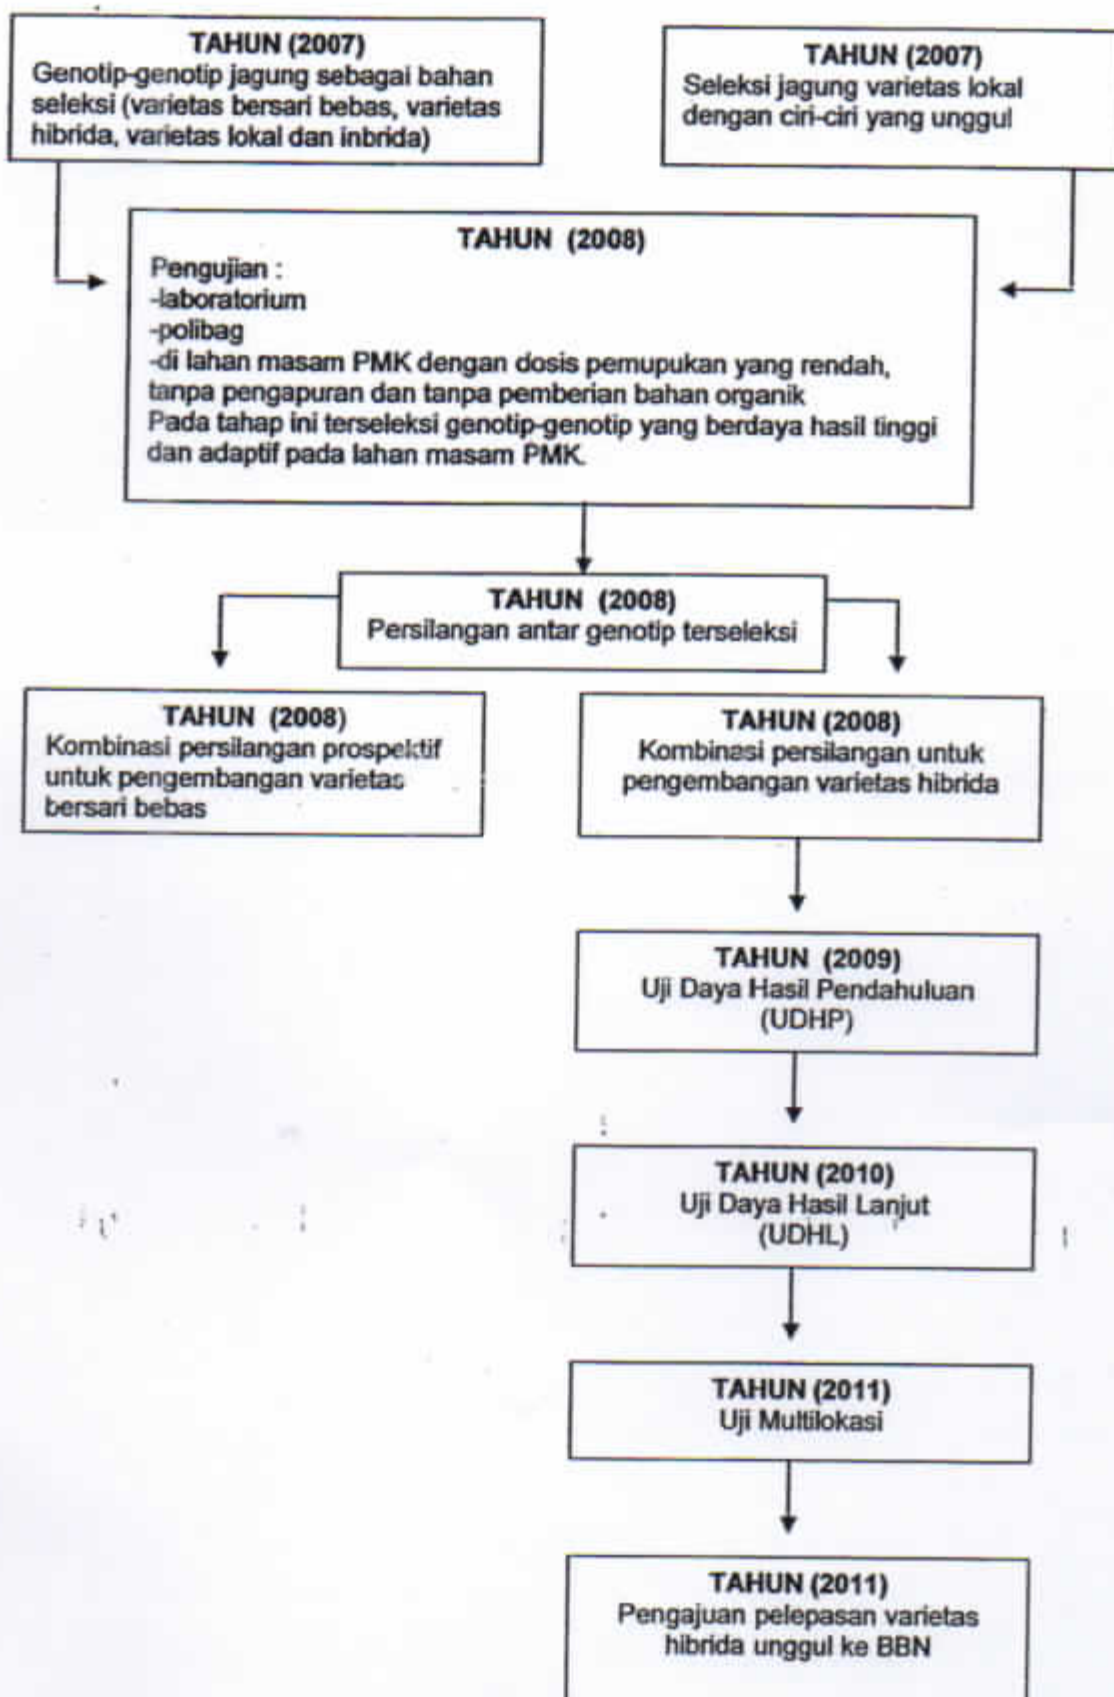 TAHUN (2007)
Genotip-genotip jagung sebagai bahan
seleksi (varietas bersari bebas, varietas
hibrida, varietas lokal dan inbrida)
TAHUN (2007)
Seleksi jagung varietas lokal
dengan ciri-ciri yang unggul
TAHUN (2008)
Pengujian :
-laboratorium
-polibag
-di lahan masam PMK dengan dosis pemupukan yang rendah,
tanpa pengapuran dan tanpa pemberian bahan organik
Pada tahap ini terseleksi genotip-genotip yang berdaya hasil tinggi
dan adaptif pada lahan masam PMK.
TAHUN (2008)
Persilangan antar genotip terseleksi
TAHUN (2008)
Kombinasi persilangan prospektif
untuk pengembangan varietas
bersari bebas
TAHUN (2008)
Kombinasi persilangan untuk
pengembangan varietas hibrida
TAHUN (2009)
Uji Daya Hasil Pendahuluan
(UDHP)
TAHUN (2010)
Uji Daya Hasil Lanjut
(UDHL)
TAHUN (2011)
Uji Multilokasi
TAHUN (2011)
Pengajuan pelepasan varietas
hibrida unggul ke BBN